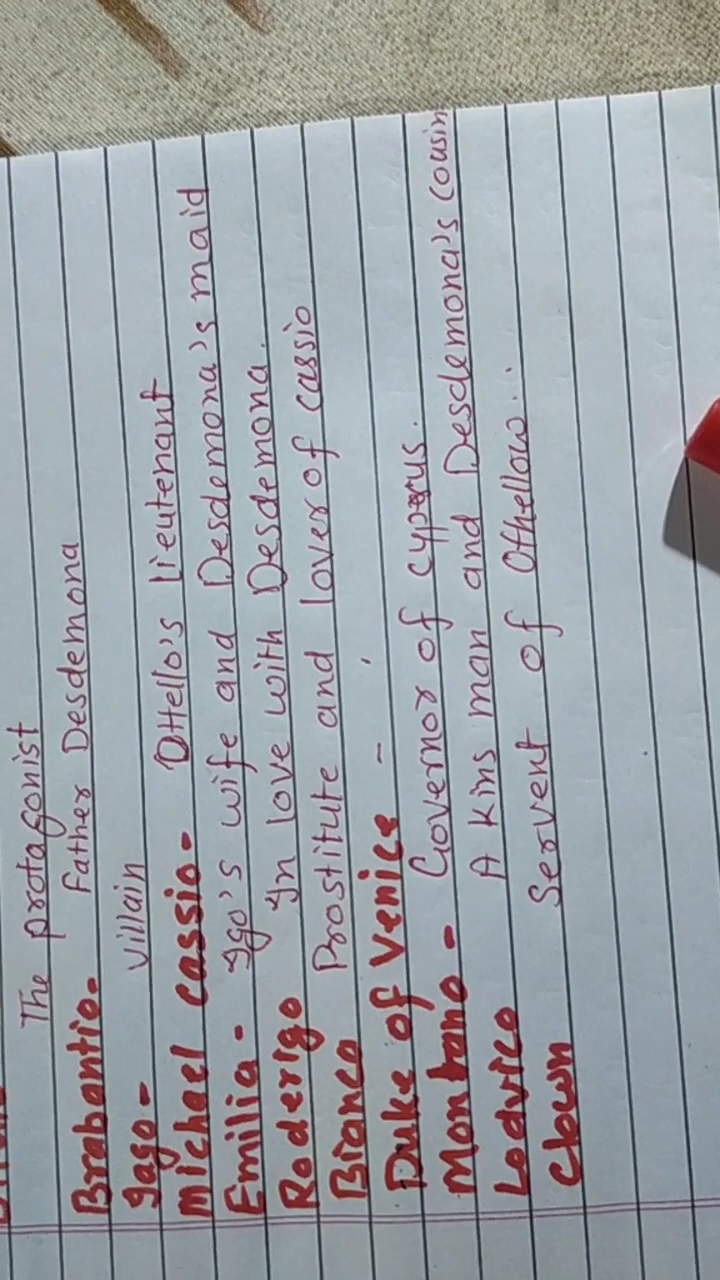 The protagonist
Brabantio- Father Desdemona
Iago- villain
Michael cassio- Othello's lieutenant
Emilia- Igo's wife and Desdemona's maid
Roderigo In love with Desdemona.
Bianca Prostitute and lover of cassio
Duke of Venice -
Montano- Governor of cyprus.
Lodvico A kins man and Desdemona's cousin
Clown Servent of Othellow..